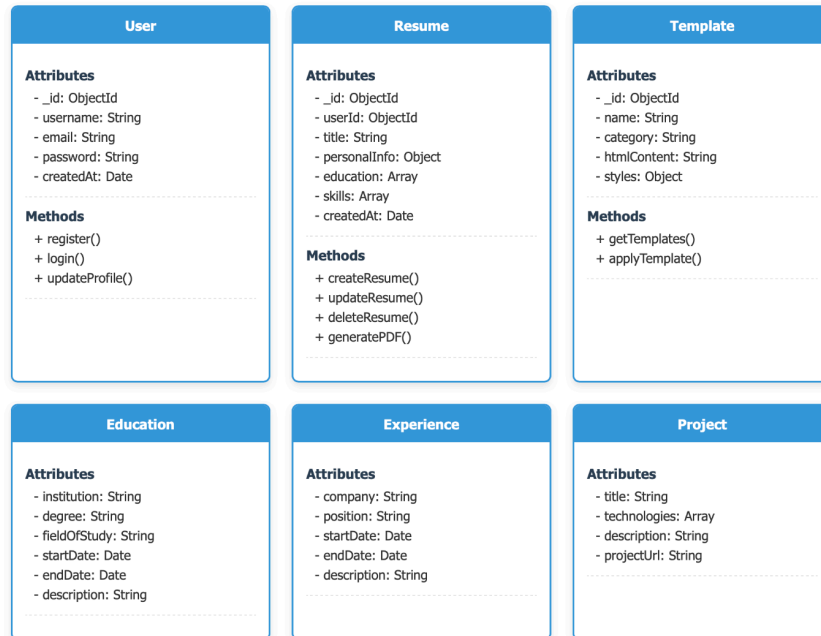 User
Attributes
- _id: ObjectId
- username: String
- email: String
- password: String
- createdAt: Date
Methods
+ register()
+ login()
+ updateProfile()
Resume
Attributes
- _id: ObjectId
- userId: ObjectId
- title: String
- personalInfo: Object
- education: Array
- skills: Array
- createdAt: Date
Methods
+ createResume()
+ updateResume()
+ deleteResume()
+ generatePDF()
Template
Attributes
- _id: ObjectId
- name: String
- category: String
- htmlContent: String
- styles: Object
Methods
+ getTemplates()
+ applyTemplate()
Education
Attributes
- institution: String
- degree: String
- fieldOfStudy: String
- startDate: Date
- endDate: Date
- description: String
Experience
Attributes
- company: String
- position: String
- startDate: Date
- endDate: Date
- description: String
Project
Attributes
- title: String
- technologies: Array
- description: String
- projectUrl: String